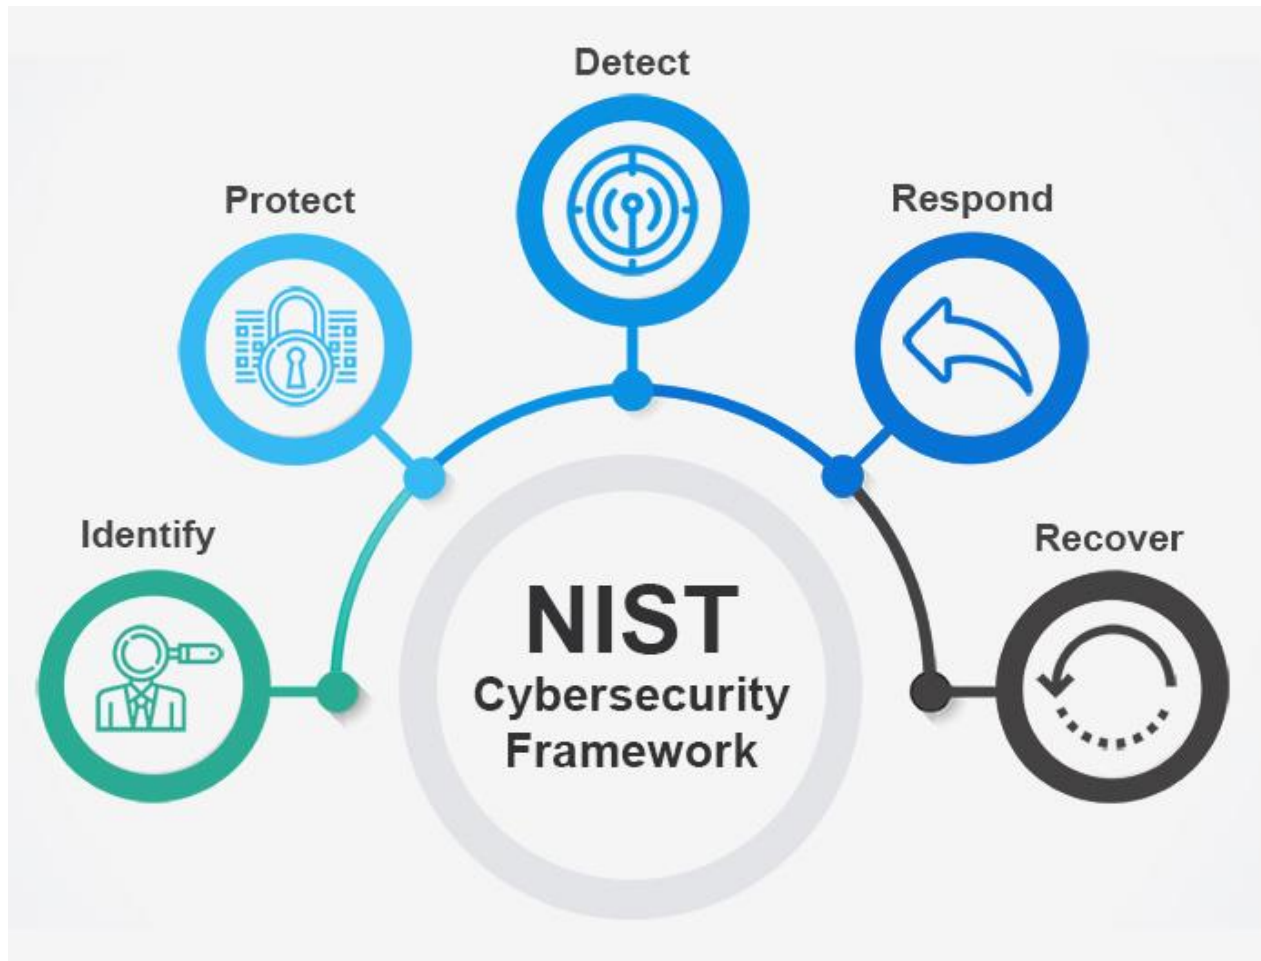 Detect
Protect
Respond
Identify
Recover
NIST
Cybersecurity
Framework